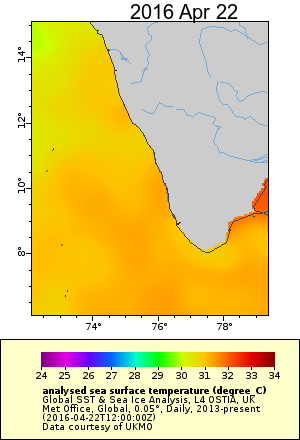 2016 Apr 22
14°
12°
10°
8°
74°
76°
78°
24 25 26 27 28 29 30 31 32 33 34
analysed sea surface temperature (degree_C)
Global SST & Sea Ice Analysis, L4 OSTIA, UK
Met Office, Global, 0.05°, Daily, 2013-present
(2016-04-22T12:00:00Z)
Data courtesy of UKMO